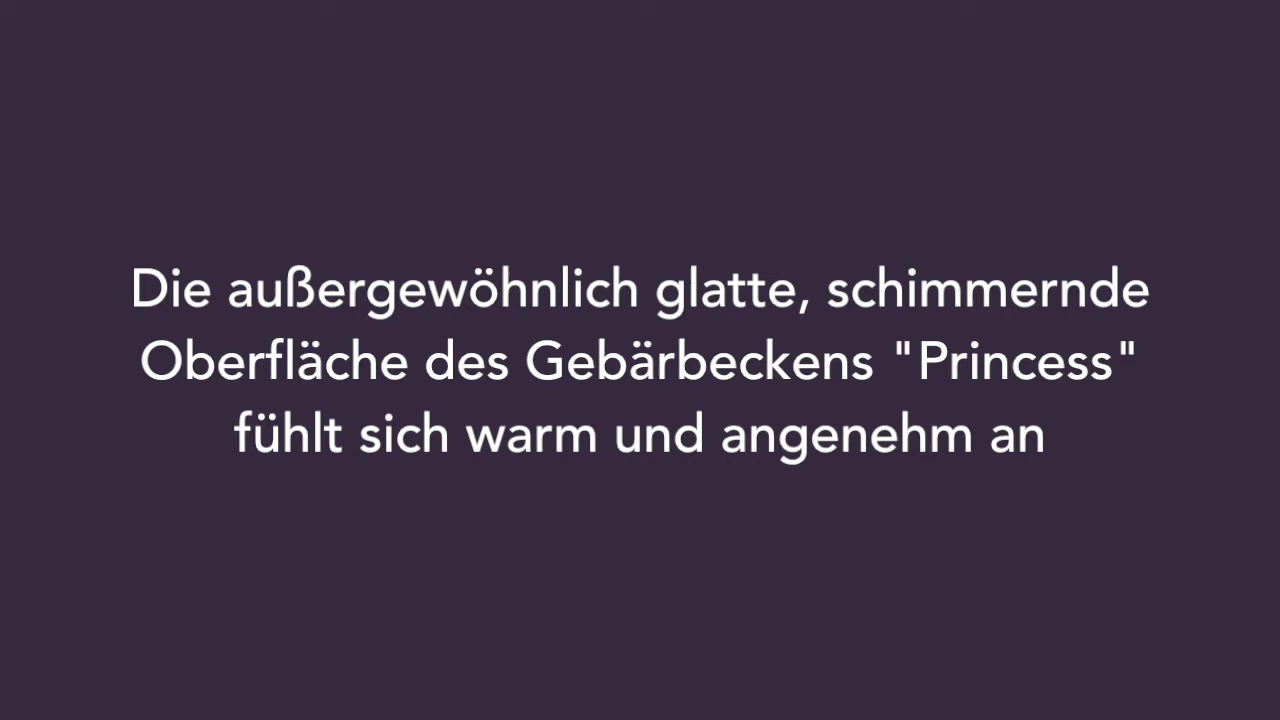 Die außergewöhnlich glatte, schimmernde
Oberfläche des Gebärbeckens "Princess"
fühlt sich warm und angenehm an